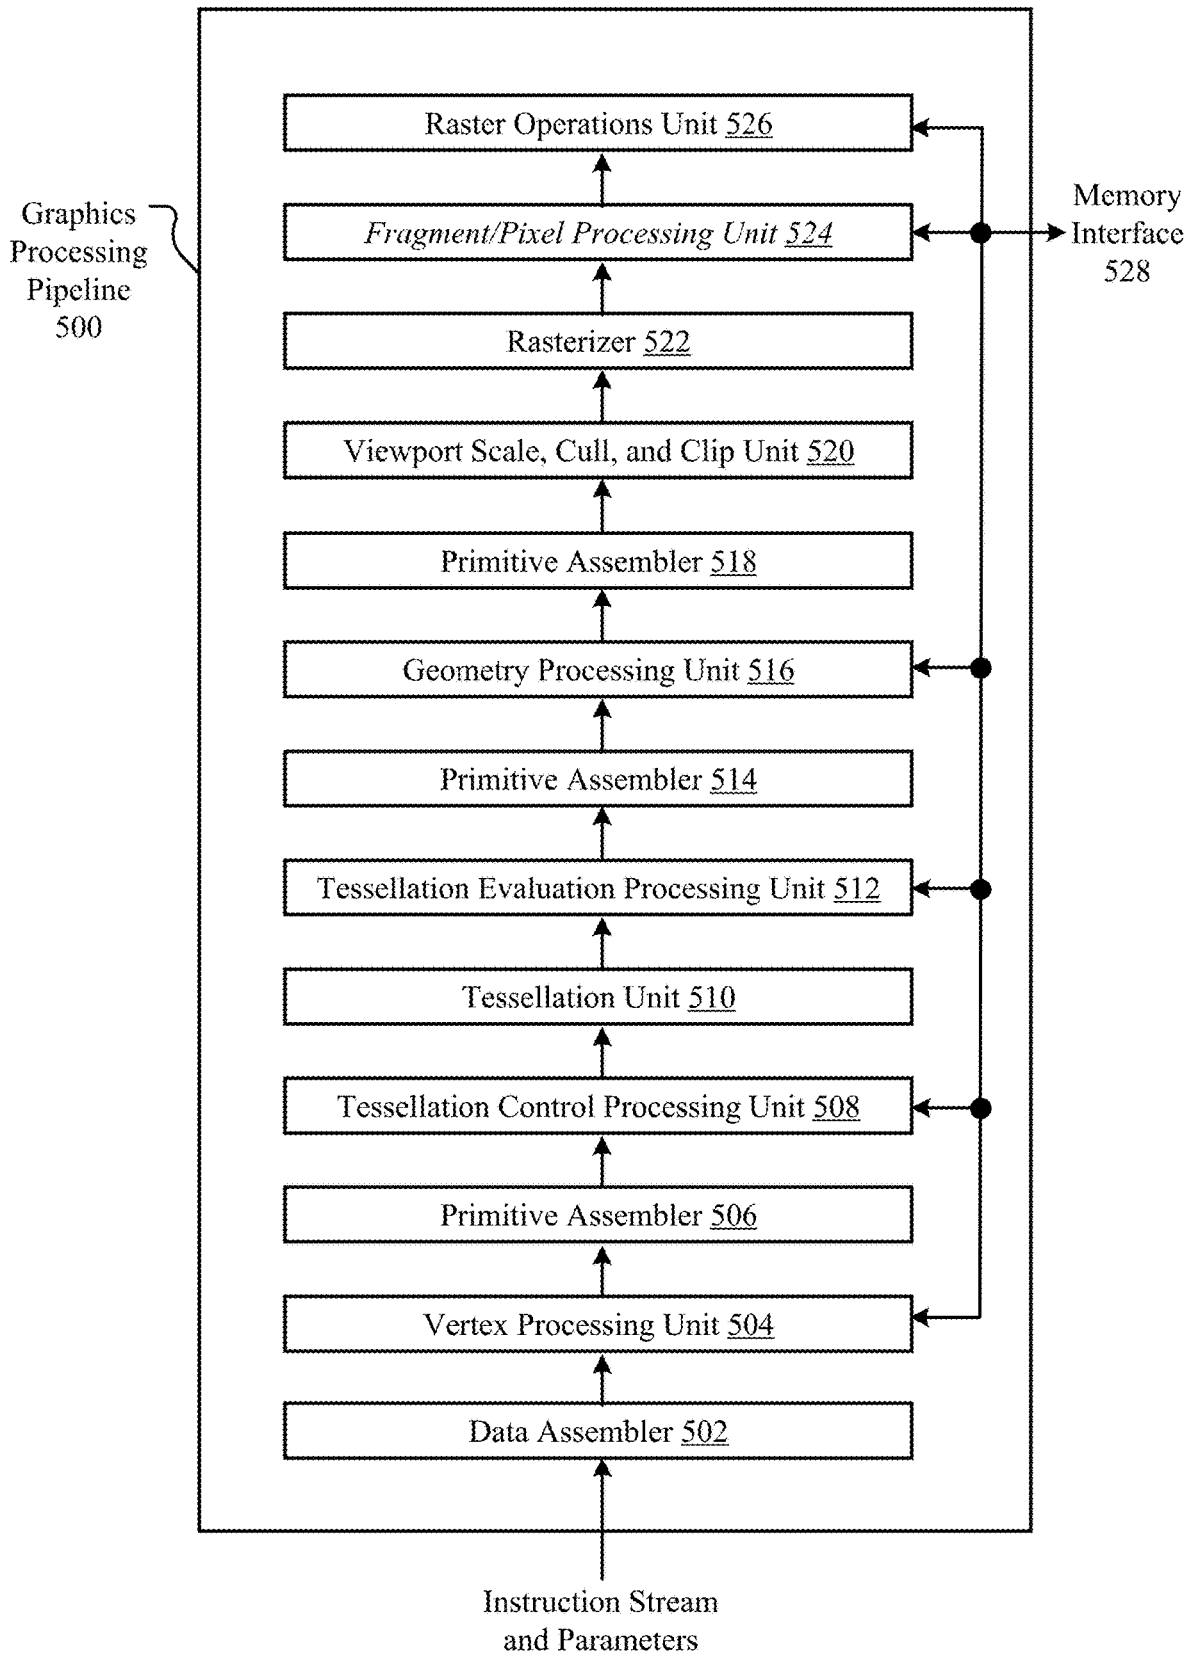 Raster Operations Unit 526
Graphics
Processing
Pipeline
500
Fragment/Pixel Processing Unit 524
Memory
Interface
528
Rasterizer 522
Viewport Scale, Cull, and Clip Unit 520
Primitive Assembler 518
Geometry Processing Unit 516
Primitive Assembler 514
Tessellation Evaluation Processing Unit 512
Tessellation Unit 510
Tessellation Control Processing Unit 508
Primitive Assembler 506
Vertex Processing Unit 504
Data Assembler 502
Instruction Stream
and Parameters